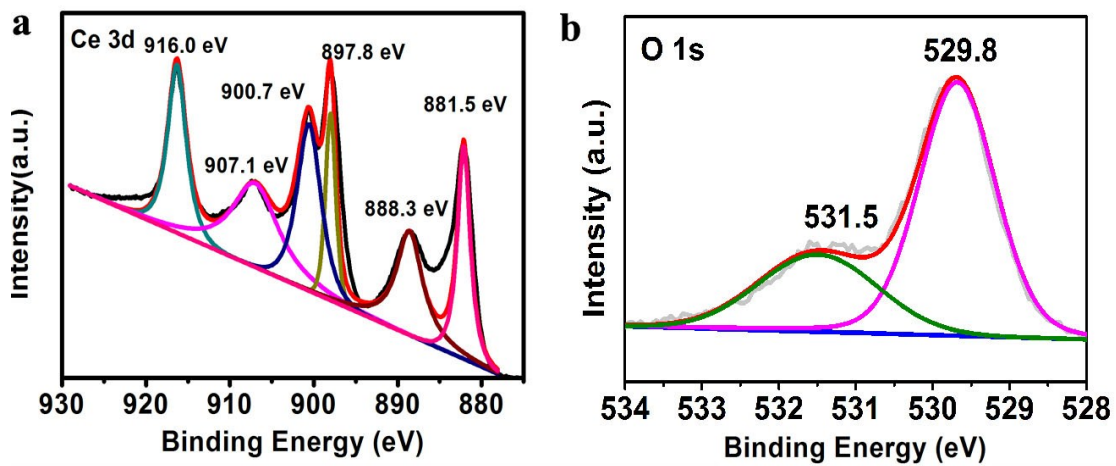 a
Ce 3d
916.0 eV
897.8 eV
900.7 eV
881.5 eV
907.1 eV
888.3 eV
Intensity(a.u.)
930 920 910 900 890 880
Binding Energy (eV)
b
O 1s
529.8
531.5
Intensity (a.u.)
534 533 532 531 530 529 528
Binding Energy (eV)